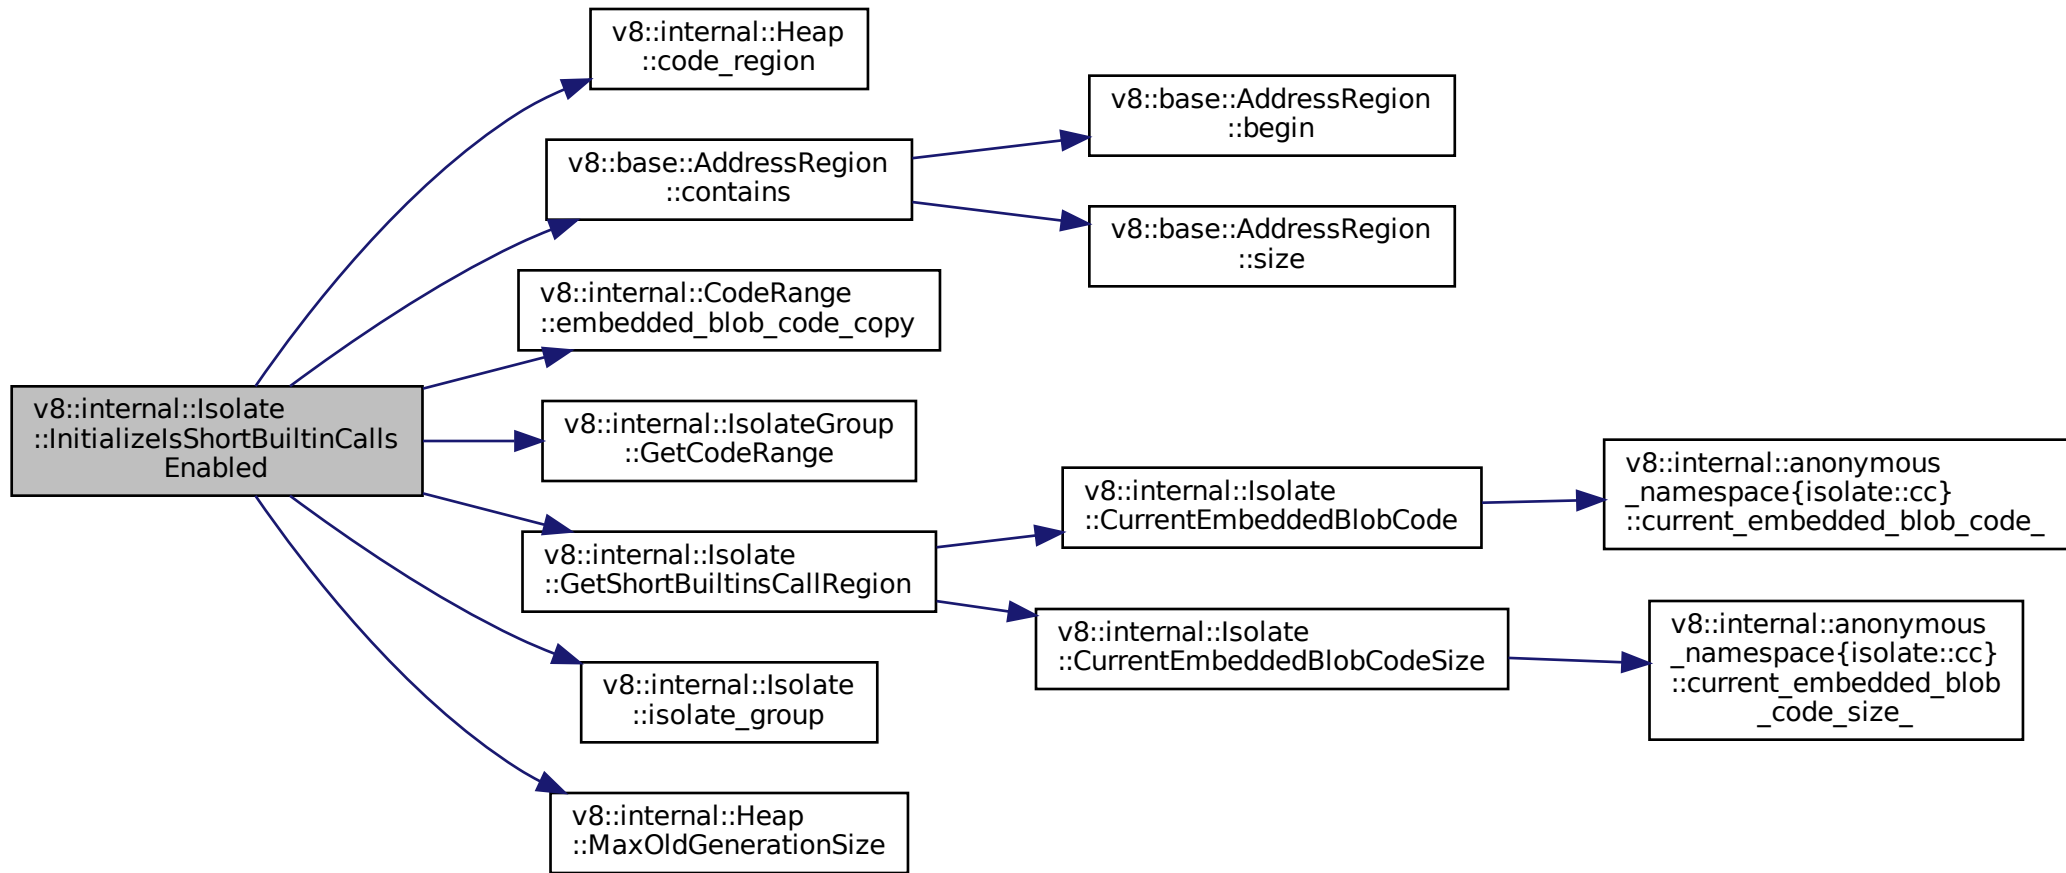 v8::internal::Isolate
::InitializeIsShortBuiltinCalls
Enabled
v8::internal::Heap
::code_region
v8::base::AddressRegion
::contains
v8::base::AddressRegion
::begin
v8::base::AddressRegion
::size
v8::internal::CodeRange
::embedded_blob_code_copy
v8::internal::IsolateGroup
::GetCodeRange
v8::internal::Isolate
::GetShortBuiltinsCallRegion
v8::internal::Isolate
::CurrentEmbeddedBlobCode
v8::internal::anonymous
_namespace{isolate::cc}
::current_embedded_blob_code_
v8::internal::Isolate
::CurrentEmbeddedBlobCodeSize
v8::internal::anonymous
_namespace{isolate::cc}
::current_embedded_blob
_code_size_
v8::internal::Isolate
::isolate_group
v8::internal::Heap
::MaxOldGenerationSize